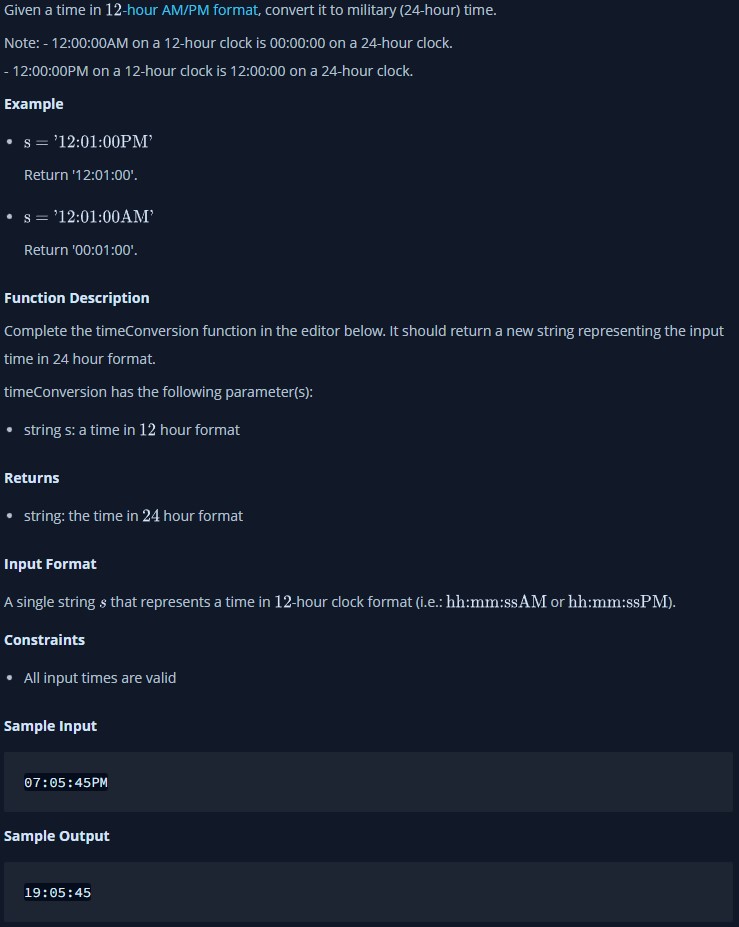 Given a time in 12-hour AM/PM format, convert it to military (24-hour) time.
Note: - 12:00:00AM on a 12-hour clock is 00:00:00 on a 24-hour clock.
- 12:00:00PM on a 12-hour clock is 12:00:00 on a 24-hour clock.
Example
• s = '12:01:00PM'
Return '12:01:00'.
• s = '12:01:00AM'
Return '00:01:00'.
Function Description
Complete the timeConversion function in the editor below. It should return a new string representing the input
time in 24 hour format.
timeConversion has the following parameter(s):
• string s: a time in 12 hour format
Returns
• string: the time in 24 hour format
Input Format
A single string s that represents a time in 12-hour clock format (i.e.: hh:mm:ssAM or hh:mm:ssPM).
Constraints
• All input times are valid
Sample Input
07:05:45PM
Sample Output
19:05:45